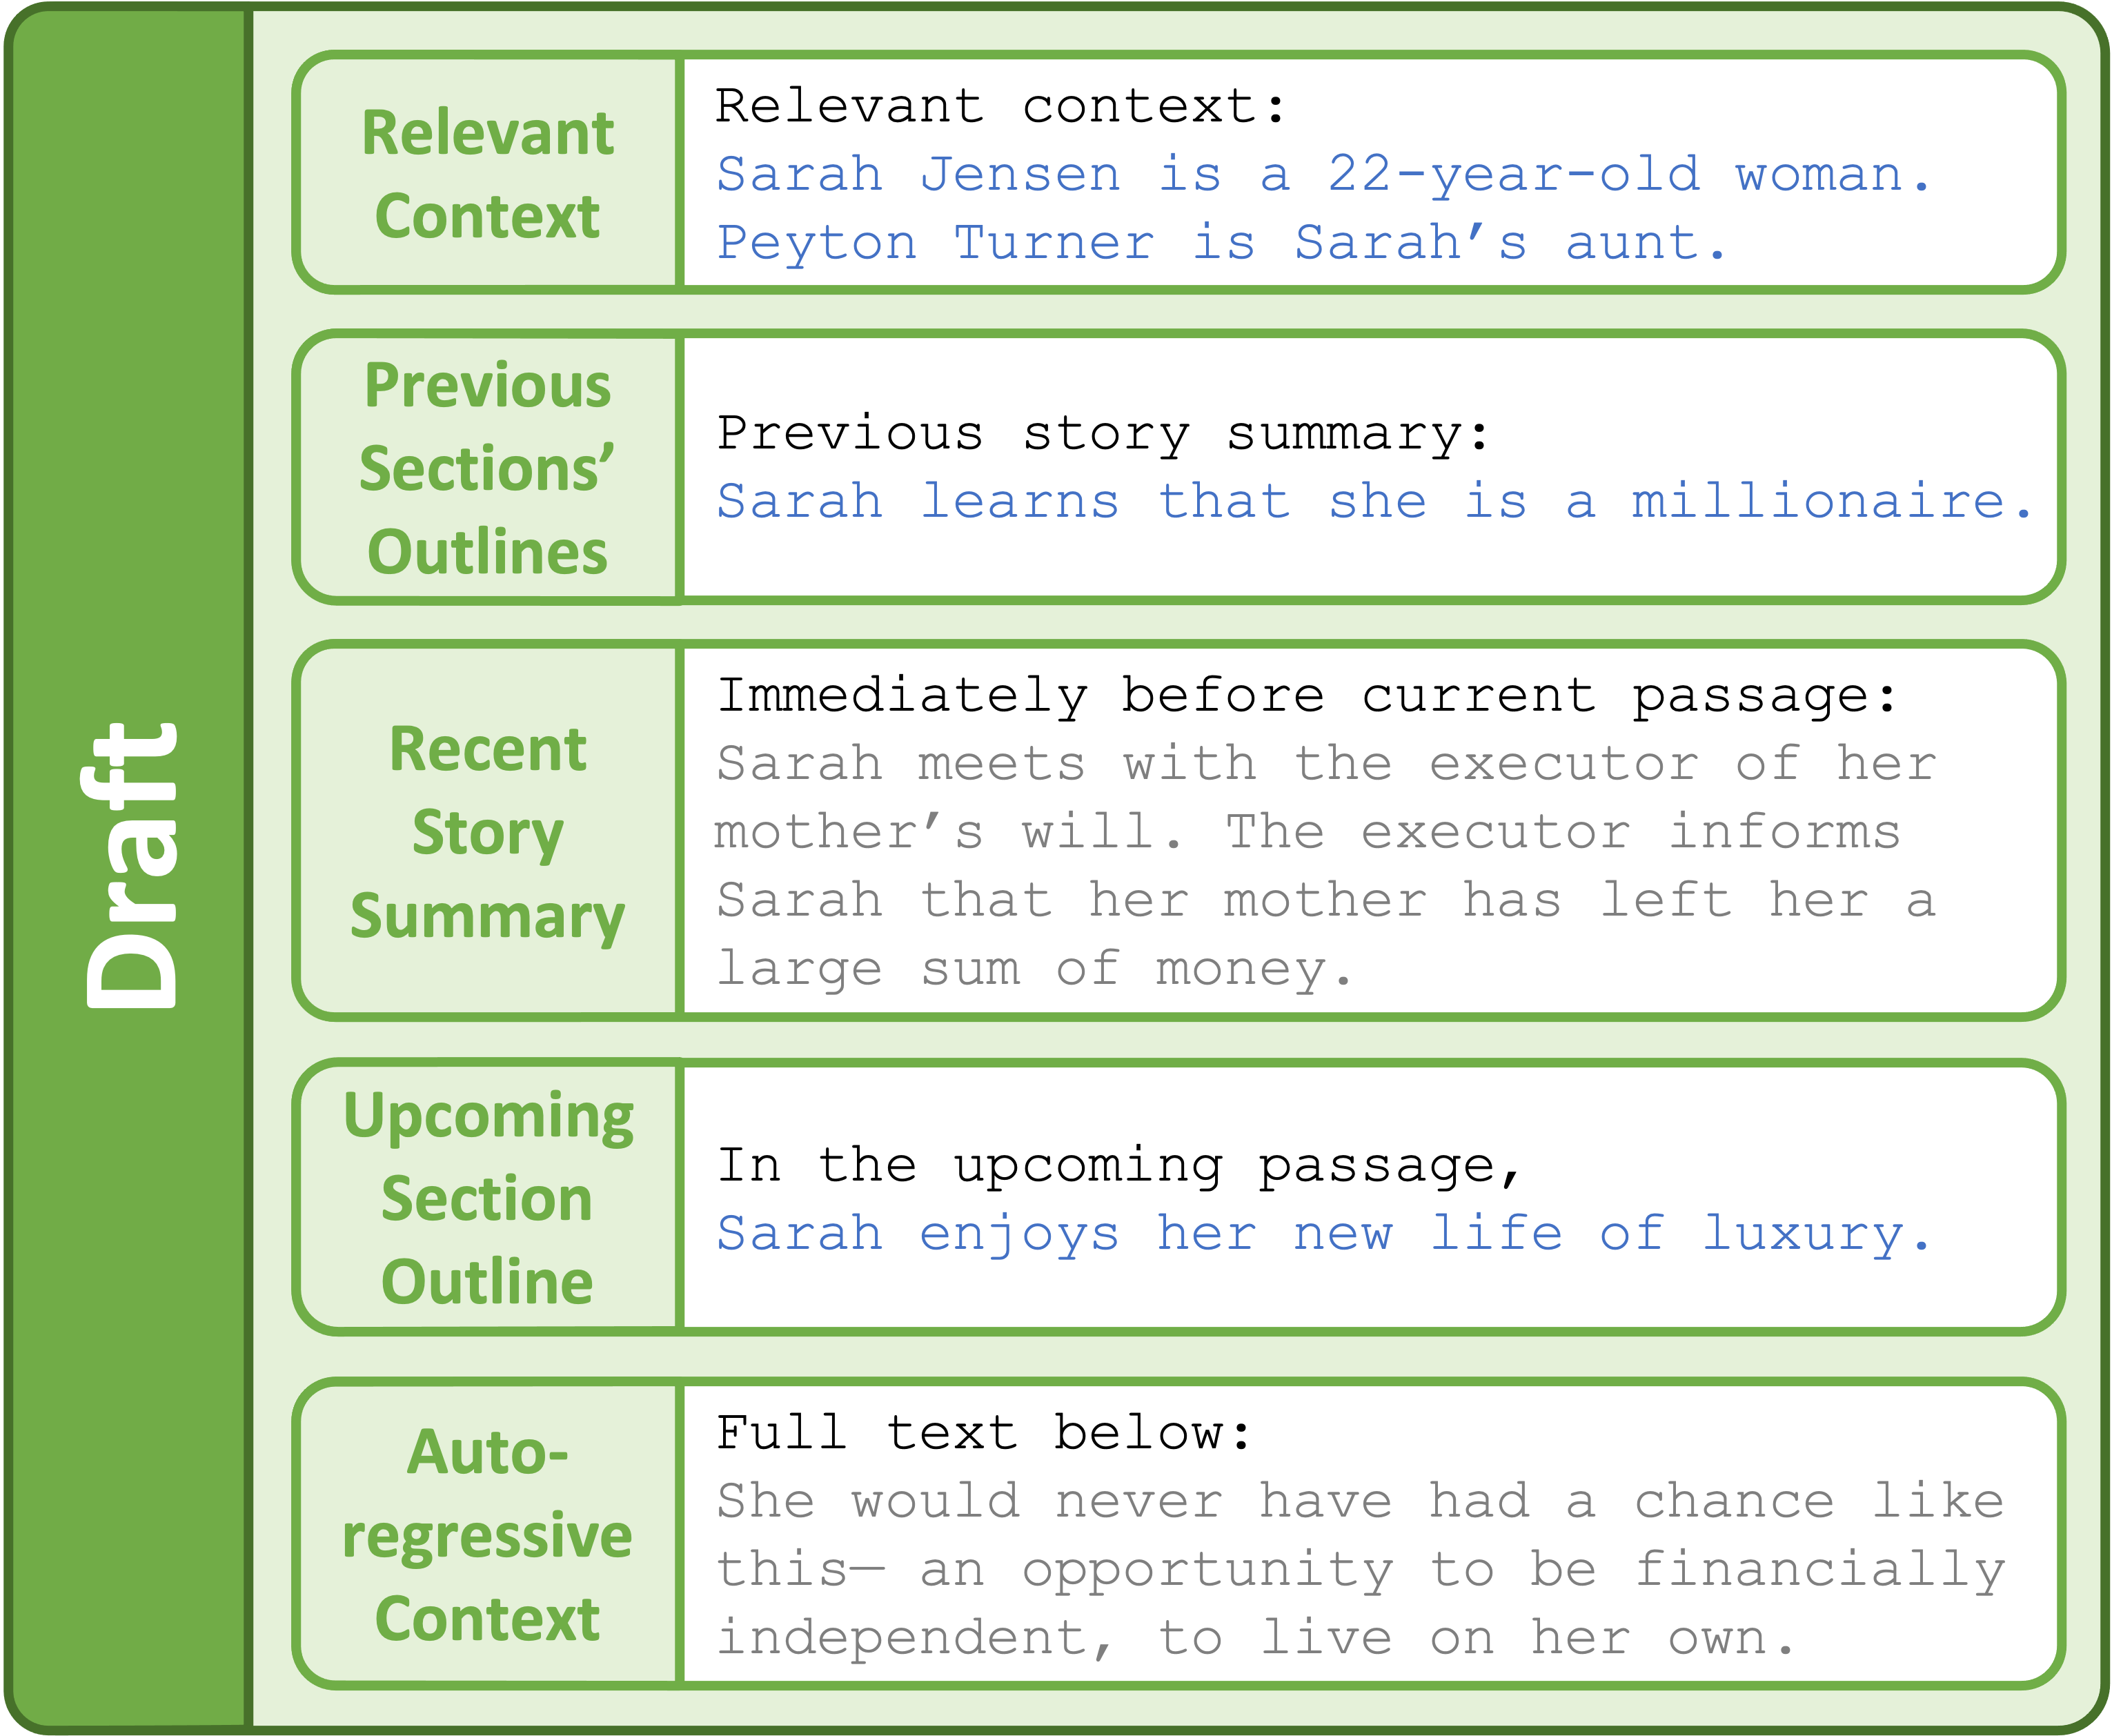 Draft
Relevant
Context
Relevant context:
Sarah Jensen is a 22-year-old woman.
Peyton Turner is Sarah’s aunt.
Previous
Sections’
Outlines
Previous story summary:
Sarah learns that she is a millionaire.
Recent
Story
Summary
Immediately before current passage:
Sarah meets with the executor of her
mother’s will. The executor informs
Sarah that her mother has left her a
large sum of money.
Upcoming
Section
Outline
In the upcoming passage,
Sarah enjoys her new life of luxury.
Auto-
regressive
Context
Full text below:
She would never have had a chance like
this— an opportunity to be financially
independent, to live on her own.